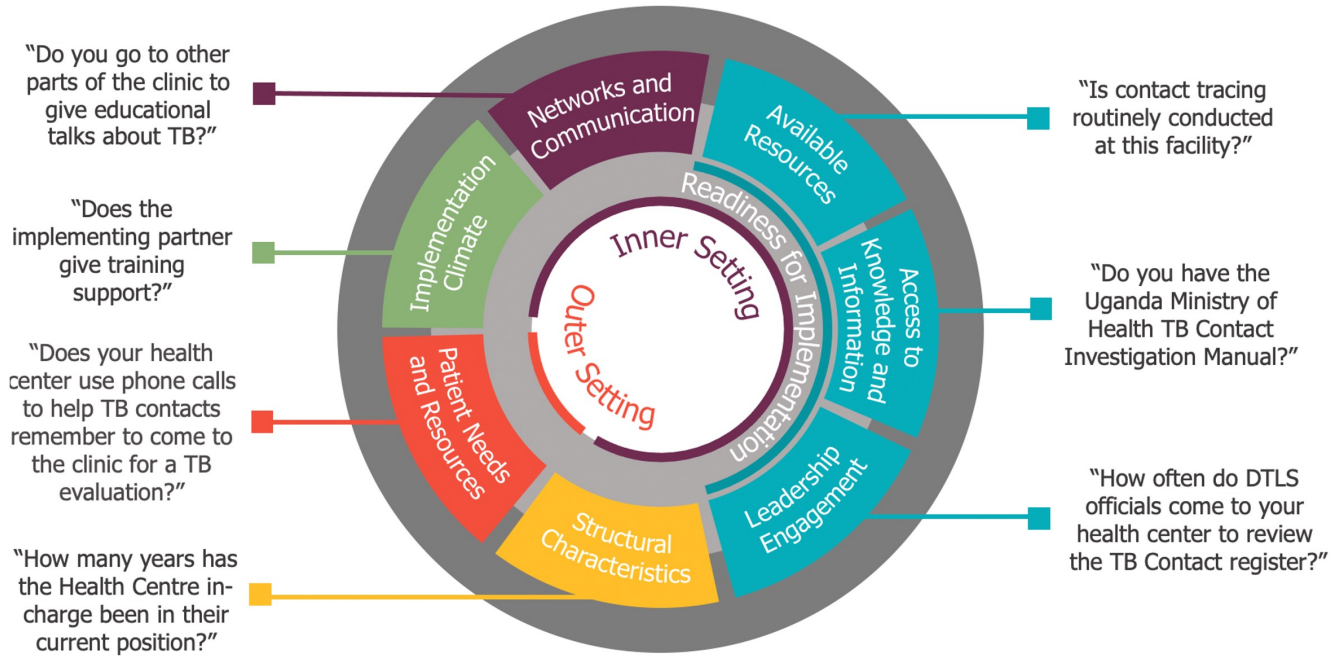 “Do you go to other
parts of the clinic to
give educational
talks about TB?”
“Does the
implementing partner
give training
support?”
“Does your health
center use phone calls
to help TB contacts
remember to come to
the clinic for a TB
evaluation?”
“How many years has
the Health Centre in-
charge been in their
current position?”
Networks and
Communication
Implementation
Climate
Patient Needs
and Resources
Structural
Characteristics
Inner Setting
Outer Setting
Readiness for Implementation
Available
Resources
Access to
Knowledge and
Information
Leadership
Engagement
“Is contact tracing
routinely conducted
at this facility?”
“Do you have the
Uganda Ministry of
Health TB Contact
Investigation Manual?”
“How often do DTLS
officials come to your
health center to review
the TB Contact register?”